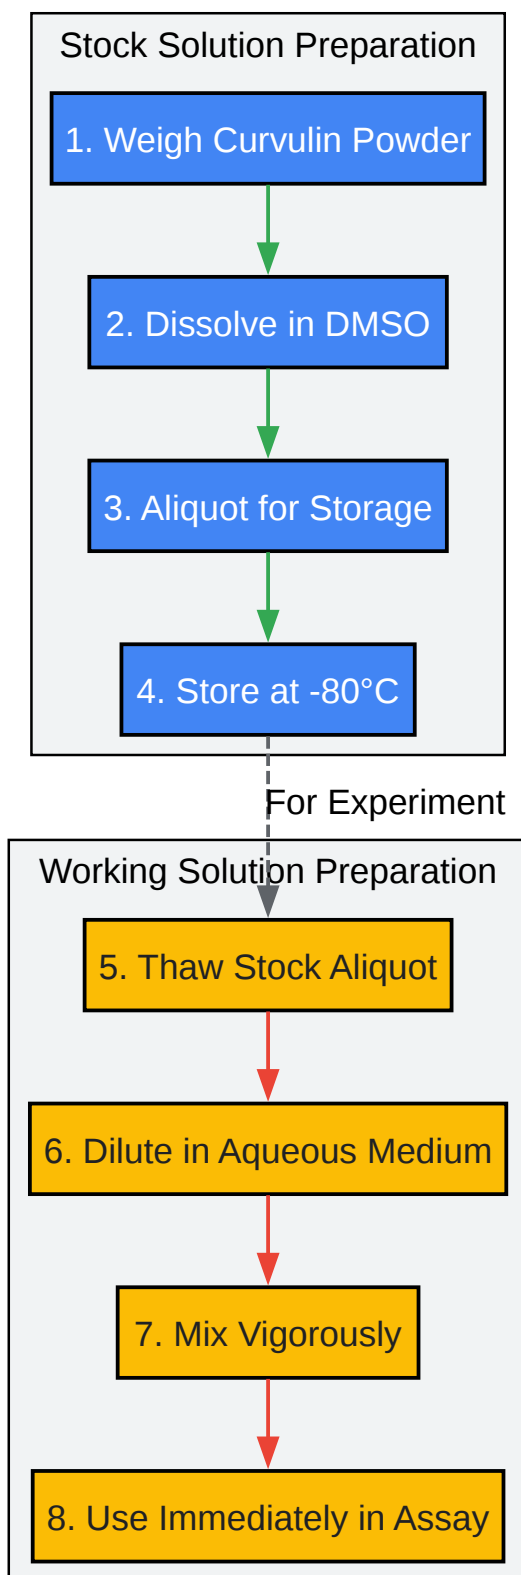 Stock Solution Preparation
1. Weigh Curvulin Powder
2. Dissolve in DMSO
3. Aliquot for Storage
4. Store at -80°C
For Experiment
Working Solution Preparation
5. Thaw Stock Aliquot
6. Dilute in Aqueous Medium
7. Mix Vigorously
8. Use Immediately in Assay